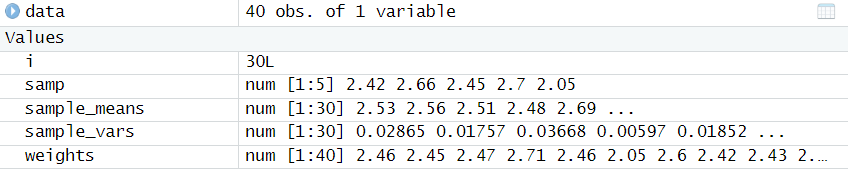 data 40 obs. of 1 variable
Values
i 30L
samp num [1:5] 2.42 2.66 2.45 2.7 2.05
sample_means num [1:30] 2.53 2.56 2.51 2.48 2.69 ...
sample_vars num [1:30] 0.02865 0.01757 0.03668 0.00597 0.01852 ...
weights num [1:40] 2.46 2.45 2.47 2.71 2.46 2.05 2.6 2.42 2.43 2.…